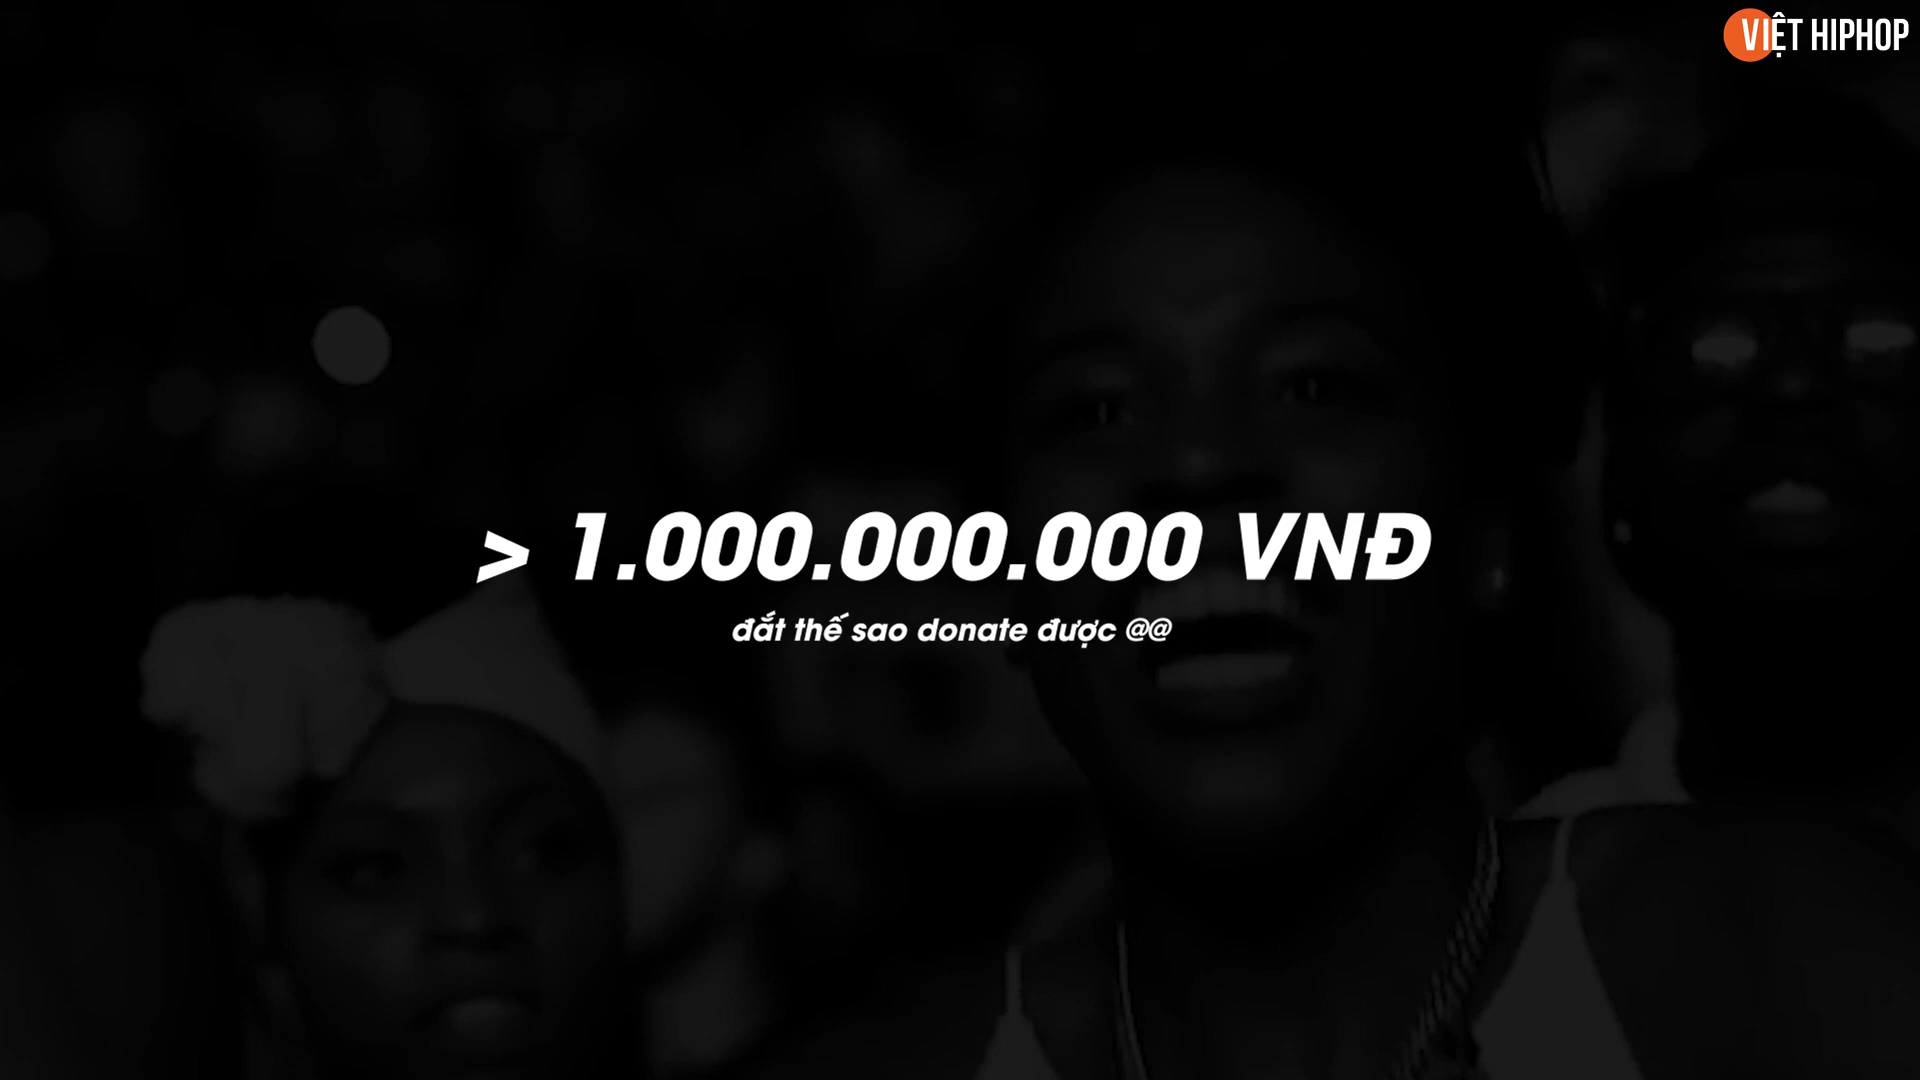 VIỆT HIPHOP
> 1.000.000.000 VNĐ
đắt thế sao donate được @@